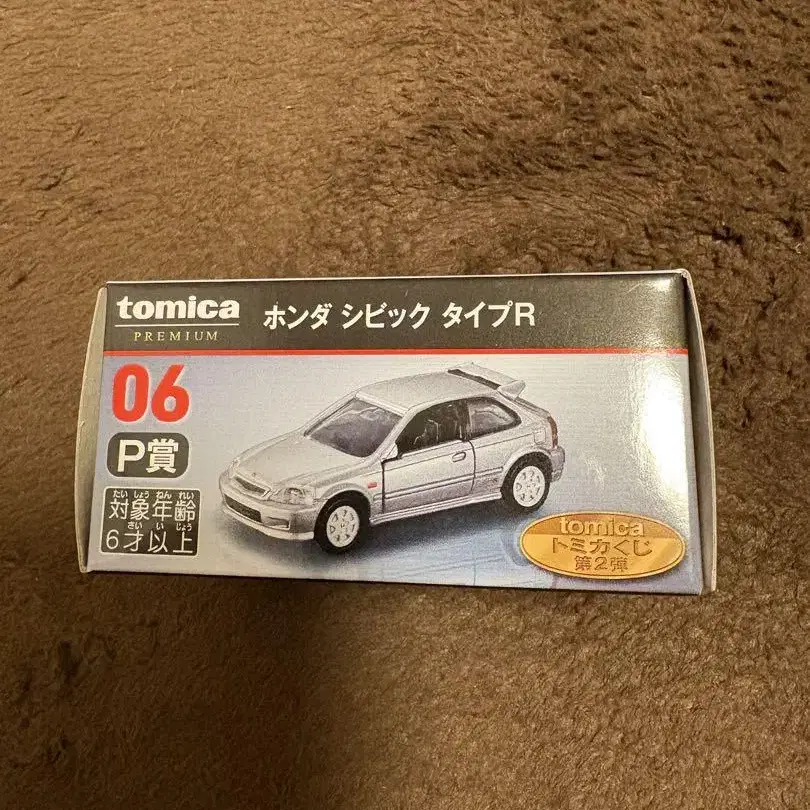 tomica
PREMIUM
ホンダ シビック タイプR
06
P賞
たい しょう ねん れい
対象年齢
さい い じょう
6才以上
tomica
トミカくじ
第2弾